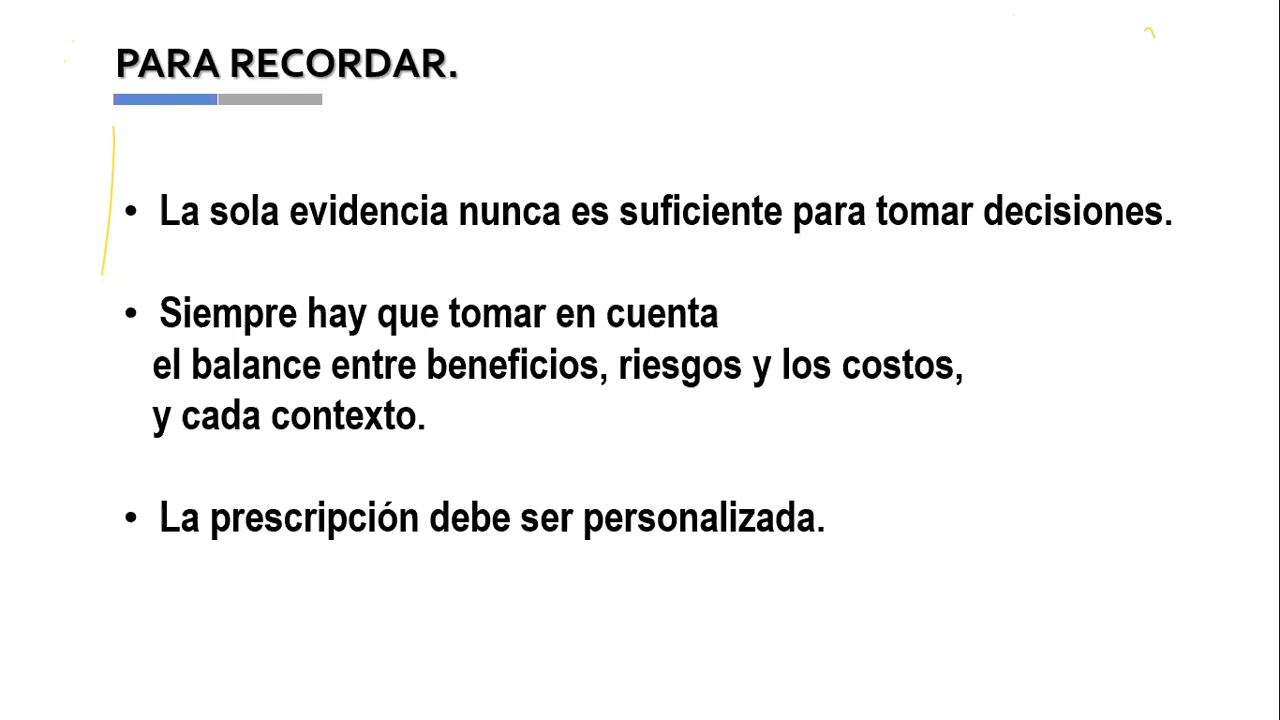 PARA RECORDAR.
• La sola evidencia nunca es suficiente para tomar decisiones.
• Siempre hay que tomar en cuenta
el balance entre beneficios, riesgos y los costos,
y cada contexto.
• La prescripción debe ser personalizada.